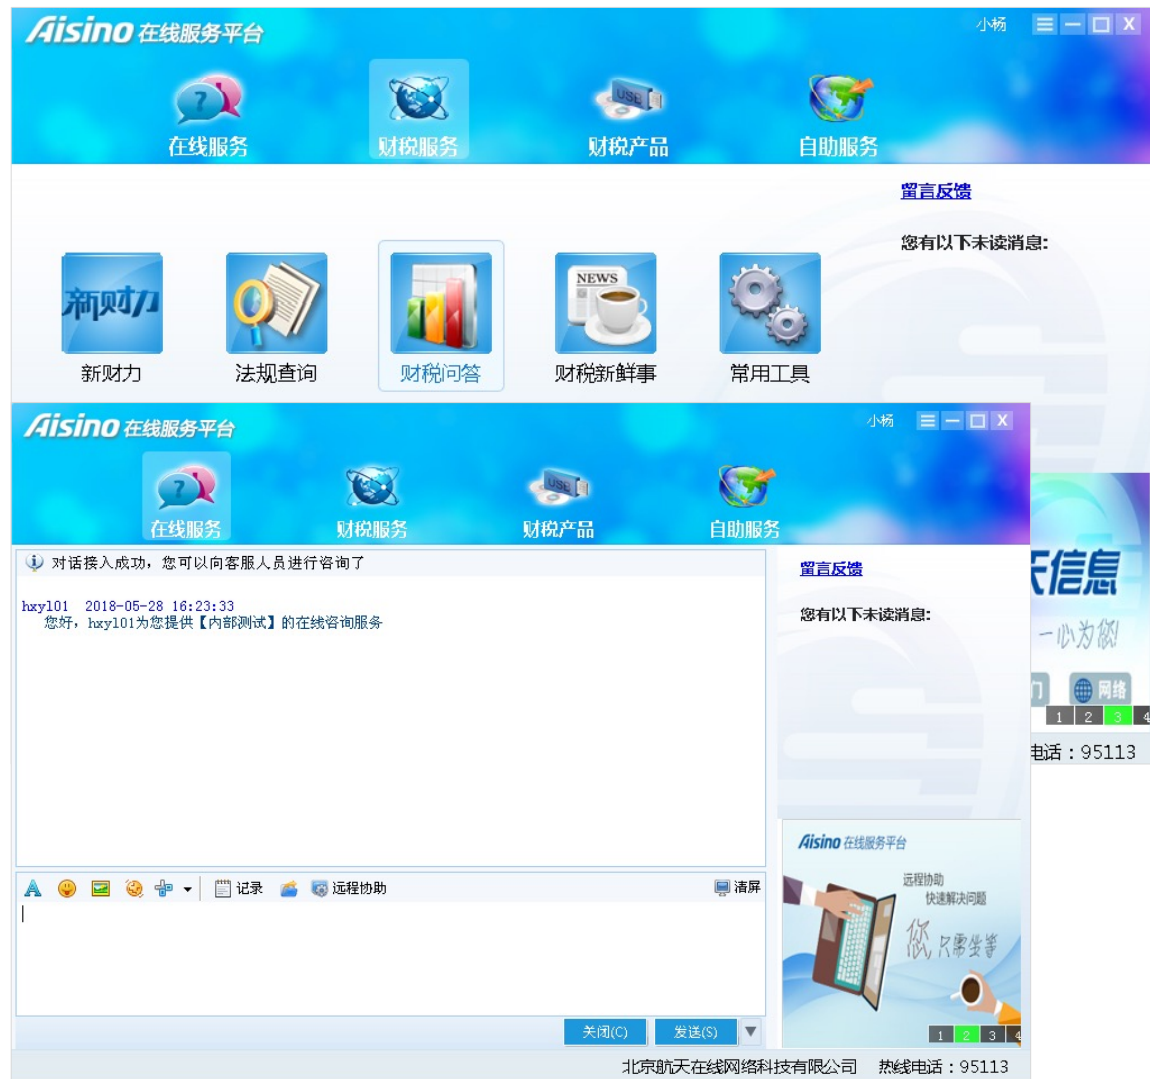 Aisino 在线服务平台
小杨
在线服务
财税服务
财税产品
自助服务
留言反馈
您有以下未读消息:
新财力
NEWS
USB
新财力
法规查询
财税问答
财税新鲜事
常用工具
Aisino 在线服务平台
小杨
USB
在线服务
财税服务
财税产品
自助服务
对话接入成功，您可以向客服人员进行咨询了
hxyl01 2018-05-28 16:23:33
您好，hxyl01为您提供【内部测试】的在线咨询服务
留言反馈
您有以下未读消息:
天信息
一心为您!
门 网络
1 2 3 4
电话：95113
Aisino 在线服务平台
远程协助
快速解决问题
您,只需坐等
1 2 3 4
记录
远程协助
清屏
关闭(C)
发送(S)
北京航天在线网络科技有限公司 热线电话：95113